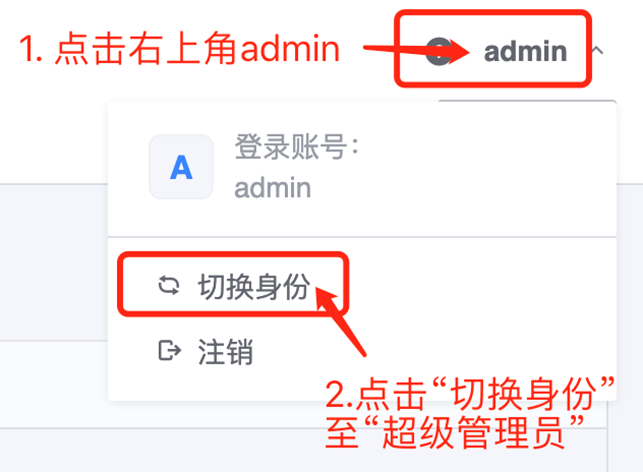 1. 点击右上角admin
admin
A
登录账号：
admin
切换身份
注销
2.点击“切换身份”
至“超级管理员”